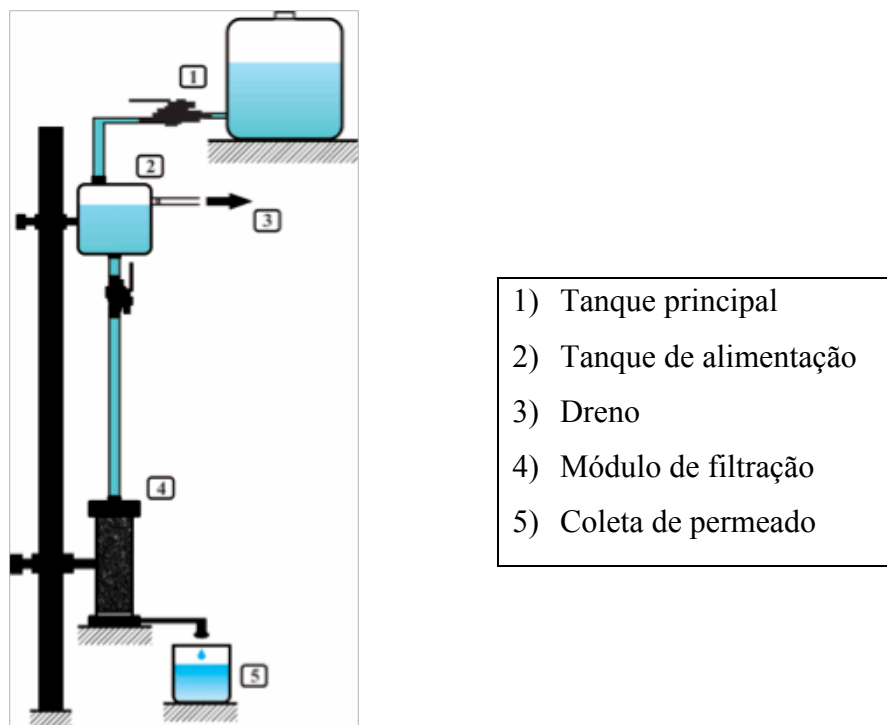 1
2
3
4
5
1) Tanque principal
2) Tanque de alimentação
3) Dreno
4) Módulo de filtração
5) Coleta de permeado